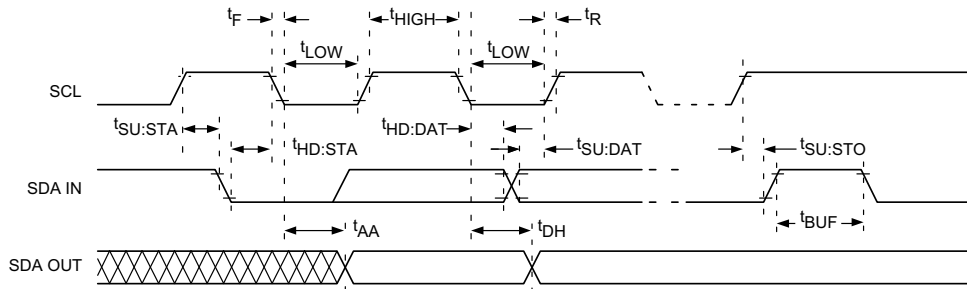 tF
tHIGH
tR
tLOW
tLOW
SCL
tSU:STA
tHD:DAT
tHD:STA
tSU:DAT
tSU:STO
SDA IN
tAA
tDH
tBUF
SDA OUT